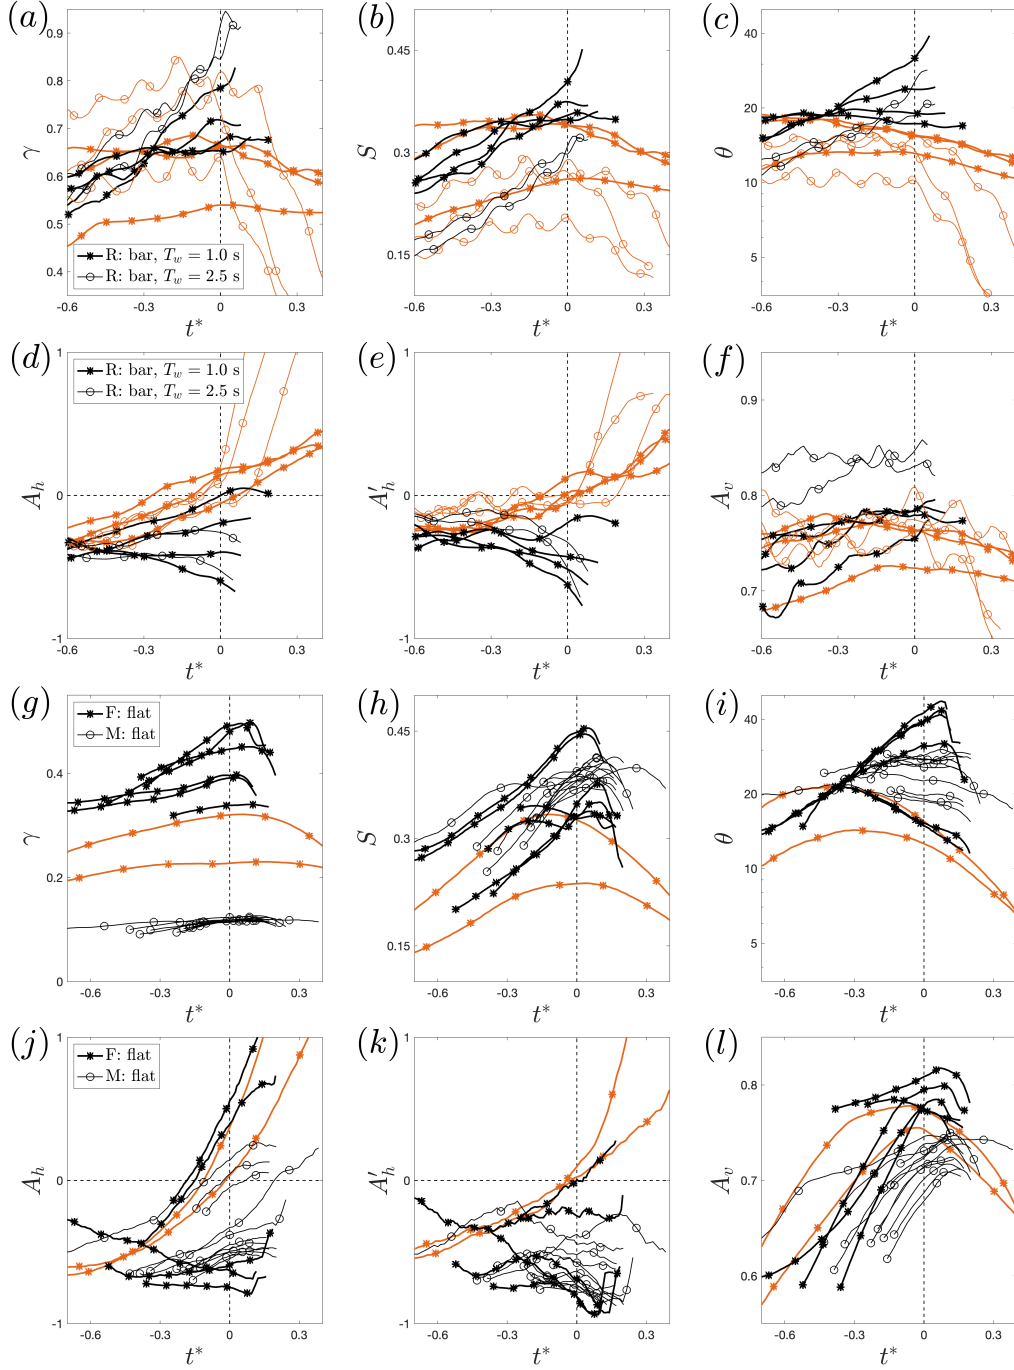 (a)
γ
0.9
0.8
0.7
0.6
0.5
0.4
R: bar, T_w = 1.0 s
R: bar, T_w = 2.5 s
-0.6 -0.3 0 0.3
t*
(b)
S
0.45
0.3
0.15
-0.6 -0.3 0 0.3
t*
(c)
θ
40
20
10
5
-0.6 -0.3 0 0.3
t*
(d)
A_h
1
0
-1
R: bar, T_w = 1.0 s
R: bar, T_w = 2.5 s
-0.6 -0.3 0 0.3
t*
(e)
A'_h
1
0
-1
-0.6 -0.3 0 0.3
t*
(f)
A_v
0.9
0.8
0.7
-0.6 -0.3 0 0.3
t*
(g)
γ
0.4
0.2
0
F: flat
M: flat
-0.6 -0.3 0 0.3
t*
(h)
S
0.45
0.3
0.15
-0.6 -0.3 0 0.3
t*
(i)
θ
40
20
10
5
-0.6 -0.3 0 0.3
t*
(j)
A_h
1
0
-1
F: flat
M: flat
-0.6 -0.3 0 0.3
t*
(k)
A'_h
1
0
-1
-0.6 -0.3 0 0.3
t*
(l)
A_v
0.8
0.7
0.6
-0.6 -0.3 0 0.3
t*